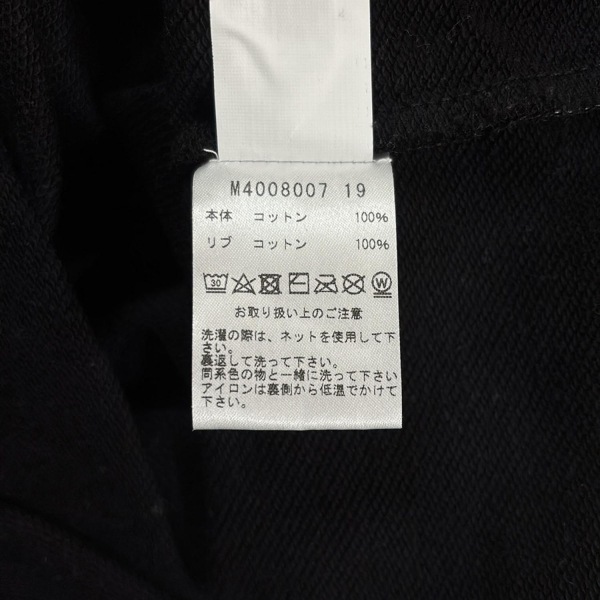 M4008007 19
本体 コットン 100%
リブ コットン 100%
30 W
お取り扱い上のご注意
洗濯の際は、ネットを使用して下
さい。
裏返して洗って下さい。
同系色の物と一緒に洗って下さい
アイロンは裏側から低温でかけて
下さい。